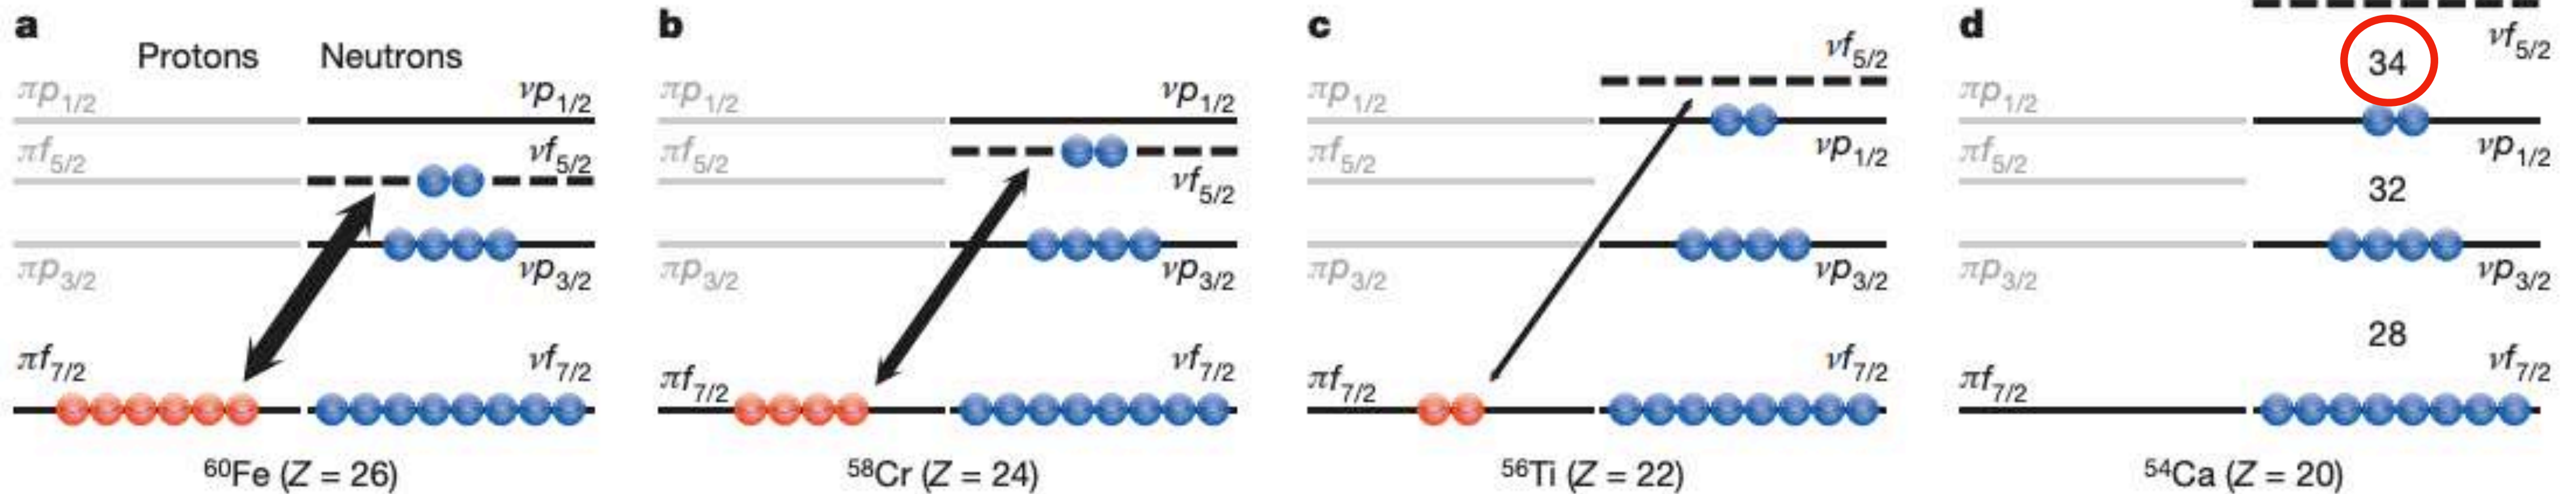 a
Protons Neutrons
πp1/2 νp1/2
πf5/2 νf5/2
πp3/2 νp3/2
πf7/2 νf7/2
60Fe (Z = 26)
b
πp1/2 νp1/2
πf5/2 νf5/2
πp3/2 νp3/2
πf7/2 νf7/2
58Cr (Z = 24)
c
νf5/2
πp1/2 νp1/2
πf5/2
πp3/2 νp3/2
πf7/2 νf7/2
56Ti (Z = 22)
d
νf5/2
34
πp1/2 νp1/2
πf5/2
32
πp3/2 νp3/2
28
πf7/2 νf7/2
54Ca (Z = 20)